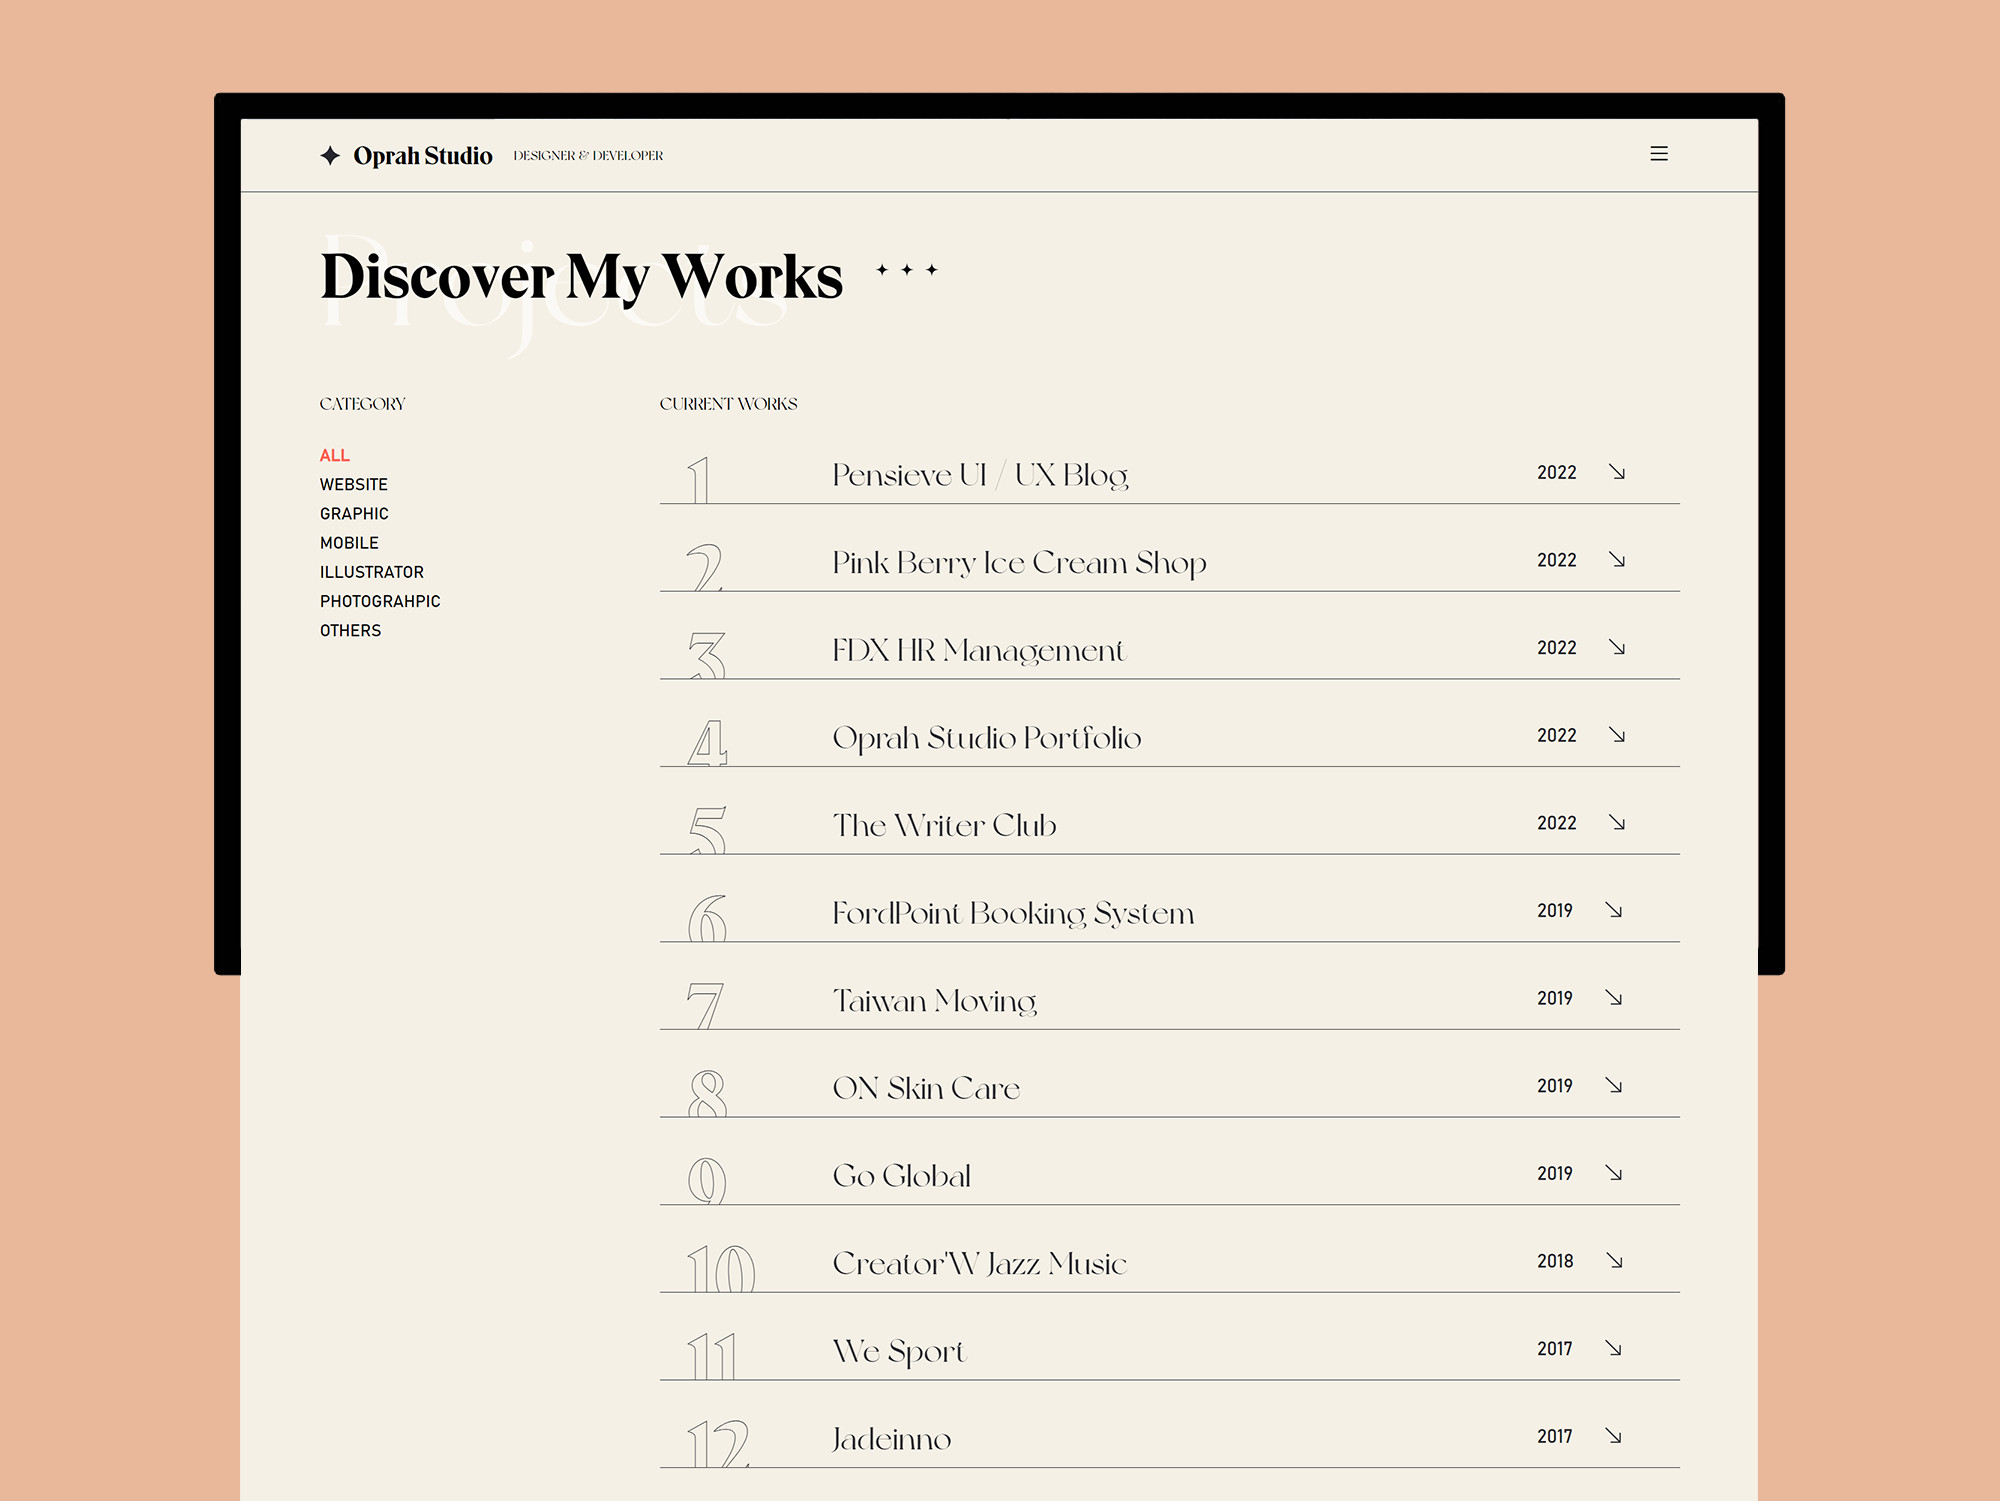 Oprah Studio DESIGNER & DEVELOPER
Projects
Discover My Works
CATEGORY
ALL
WEBSITE
GRAPHIC
MOBILE
ILLUSTRATOR
PHOTOGRAHPIC
OTHERS
CURRENT WORKS
1 Pensieve UI / UX Blog 2022
2 Pink Berry Ice Cream Shop 2022
3 FDX HR Management 2022
4 Oprah Studio Portfolio 2022
5 The Writer Club 2022
6 FordPoint Booking System 2019
7 Taiwan Moving 2019
8 ON Skin Care 2019
9 Go Global 2019
10 Creator'W Jazz Music 2018
11 We Sport 2017
12 Jadeinno 2017